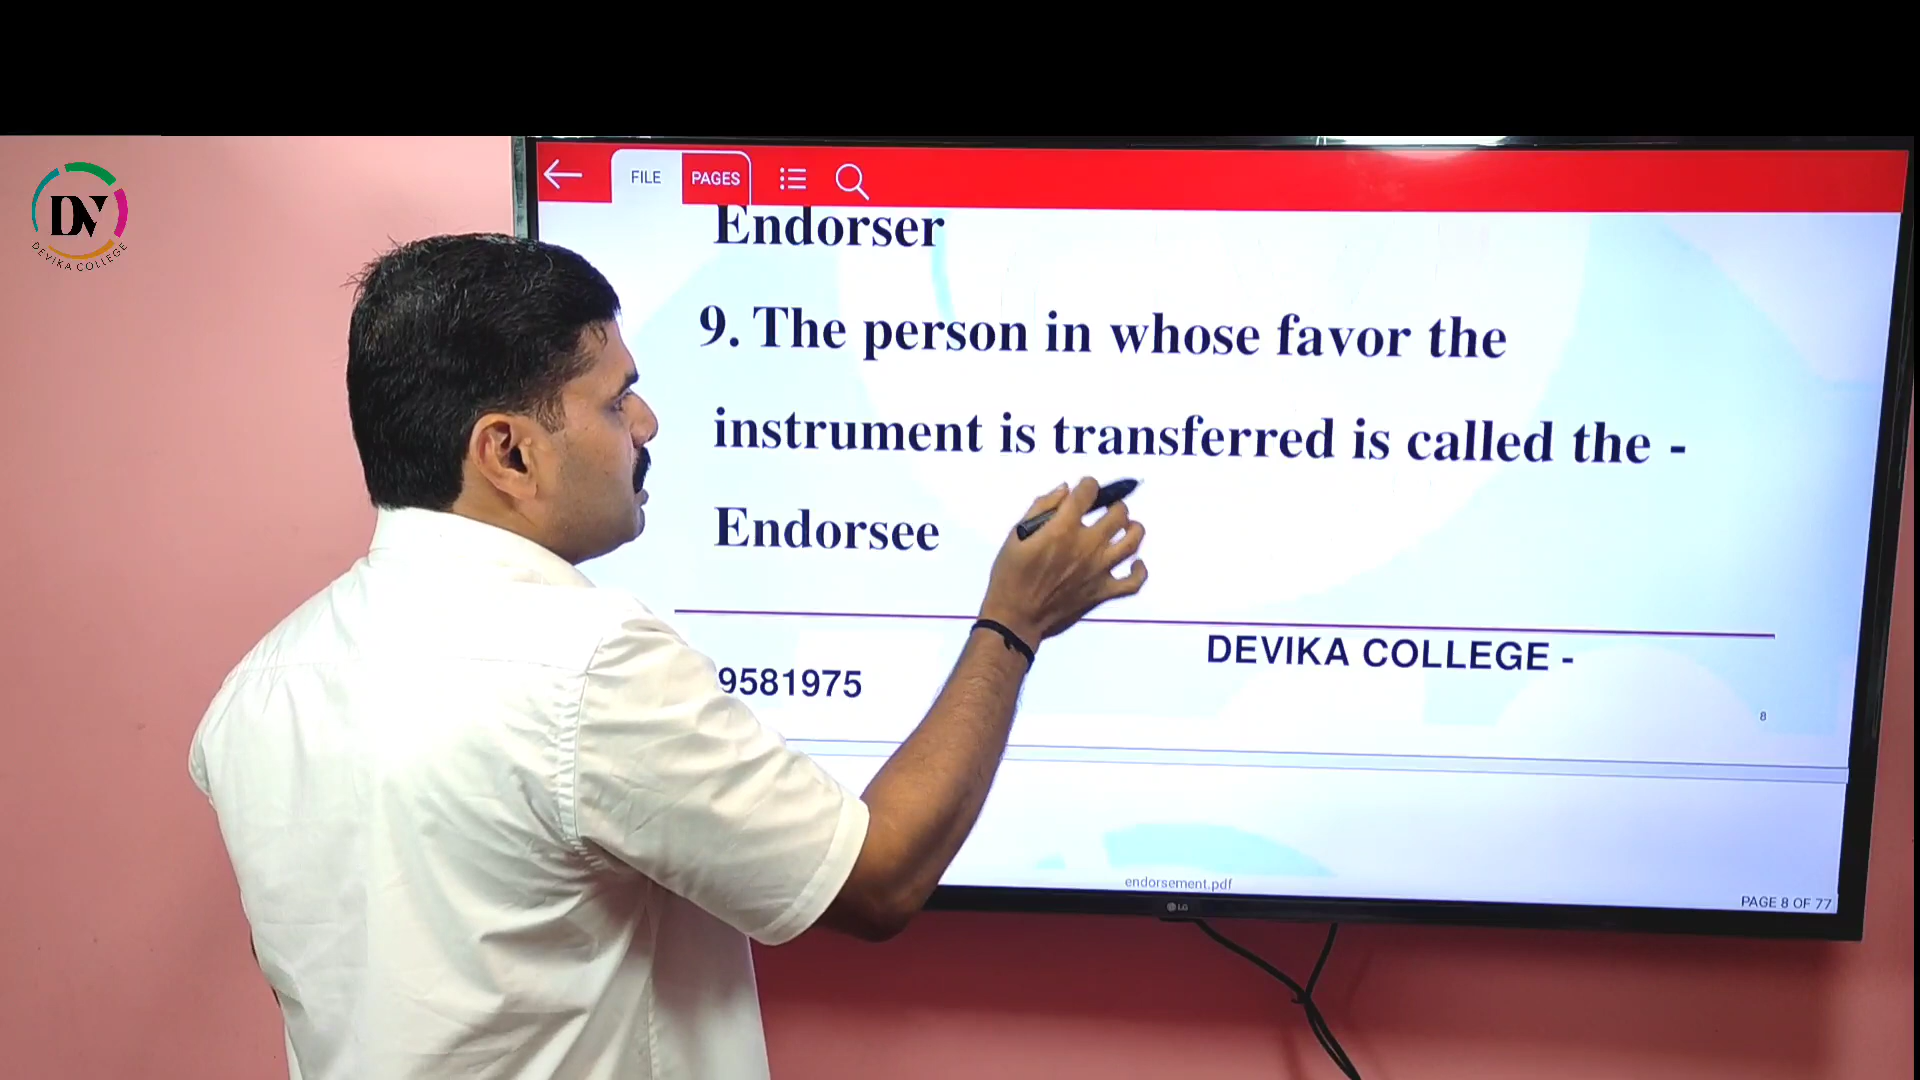 DV
DEVIKA COLLEGE
FILE
PAGES
Endorser
9. The person in whose favor the
instrument is transferred is called the -
Endorsee
DEVIKA COLLEGE -
9581975
8
endorsement.pdf
LG
PAGE 8 OF 77